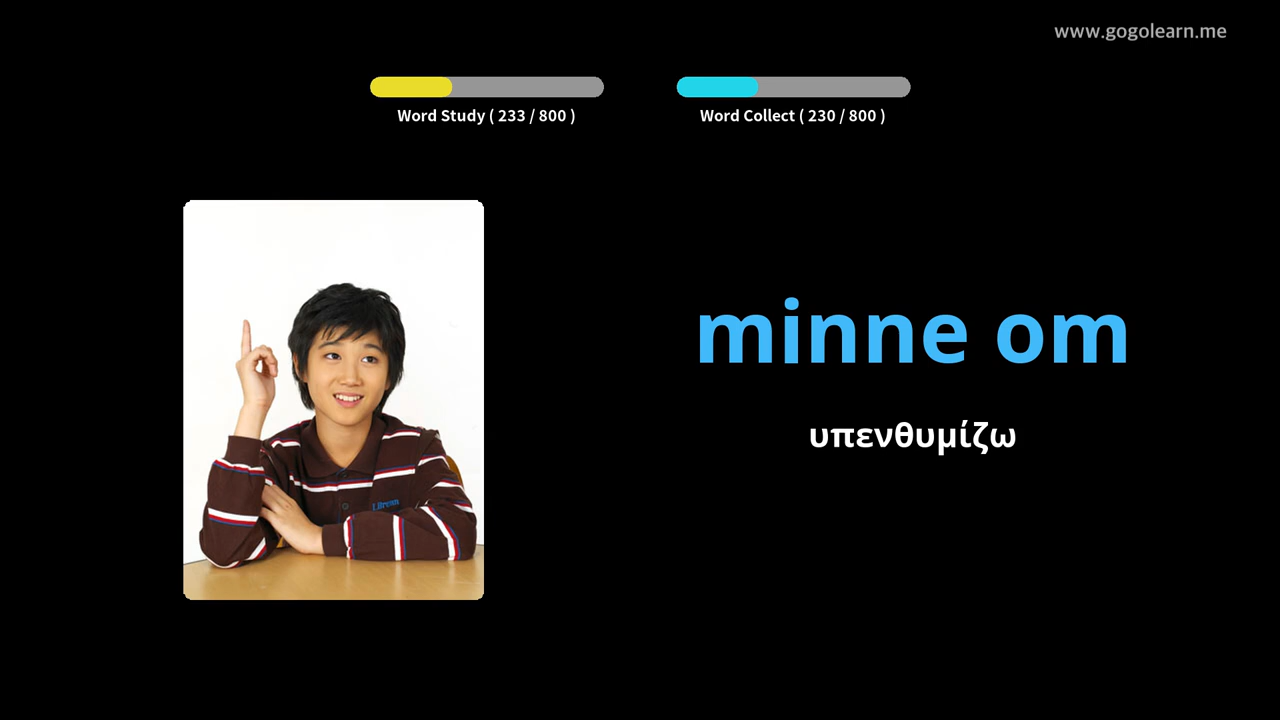 www.gogolearn.me
Word Study ( 233 / 800 )
Word Collect ( 230 / 800 )
minne om
υπενθυμίζω